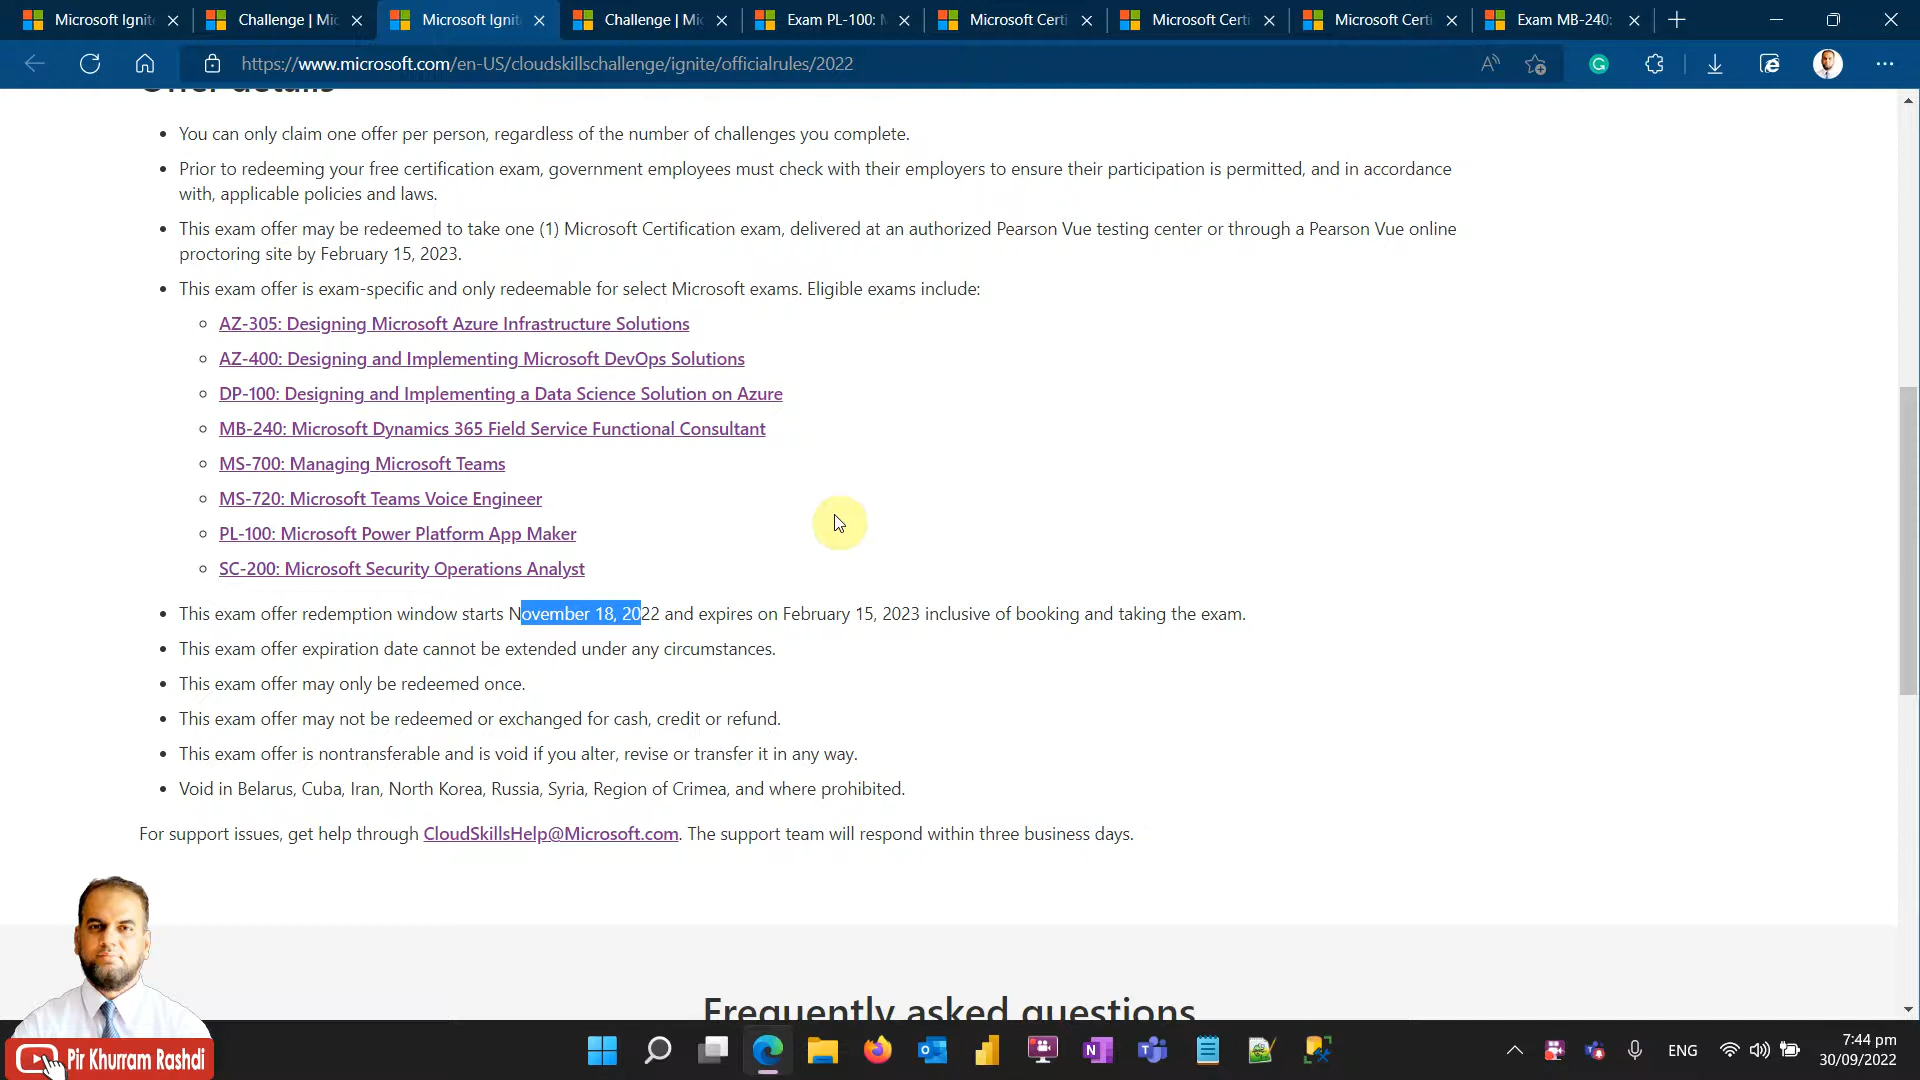 Microsoft Ignit
Challenge | Mic
Microsoft Ignit
Challenge | Mi
Exam PL-100: M
Microsoft Certi
Microsoft Certi
Microsoft Certi
Exam MB-240:
https://www.microsoft.com/en-US/cloudskillschallenge/ignite/officialrules/2022
Offer details
• You can only claim one offer per person, regardless of the number of challenges you complete.
• Prior to redeeming your free certification exam, government employees must check with their employers to ensure their participation is permitted, and in accordance
with, applicable policies and laws.
• This exam offer may be redeemed to take one (1) Microsoft Certification exam, delivered at an authorized Pearson Vue testing center or through a Pearson Vue online
proctoring site by February 15, 2023.
• This exam offer is exam-specific and only redeemable for select Microsoft exams. Eligible exams include:
◦ AZ-305: Designing Microsoft Azure Infrastructure Solutions
◦ AZ-400: Designing and Implementing Microsoft DevOps Solutions
◦ DP-100: Designing and Implementing a Data Science Solution on Azure
◦ MB-240: Microsoft Dynamics 365 Field Service Functional Consultant
◦ MS-700: Managing Microsoft Teams
◦ MS-720: Microsoft Teams Voice Engineer
◦ PL-100: Microsoft Power Platform App Maker
◦ SC-200: Microsoft Security Operations Analyst
• This exam offer redemption window starts November 18, 2022 and expires on February 15, 2023 inclusive of booking and taking the exam.
• This exam offer expiration date cannot be extended under any circumstances.
• This exam offer may only be redeemed once.
• This exam offer may not be redeemed or exchanged for cash, credit or refund.
• This exam offer is nontransferable and is void if you alter, revise or transfer it in any way.
• Void in Belarus, Cuba, Iran, North Korea, Russia, Syria, Region of Crimea, and where prohibited.
For support issues, get help through CloudSkillsHelp@Microsoft.com. The support team will respond within three business days.
Frequently asked questions
Pir Khurram Rashdi
ENG
7:44 pm
30/09/2022